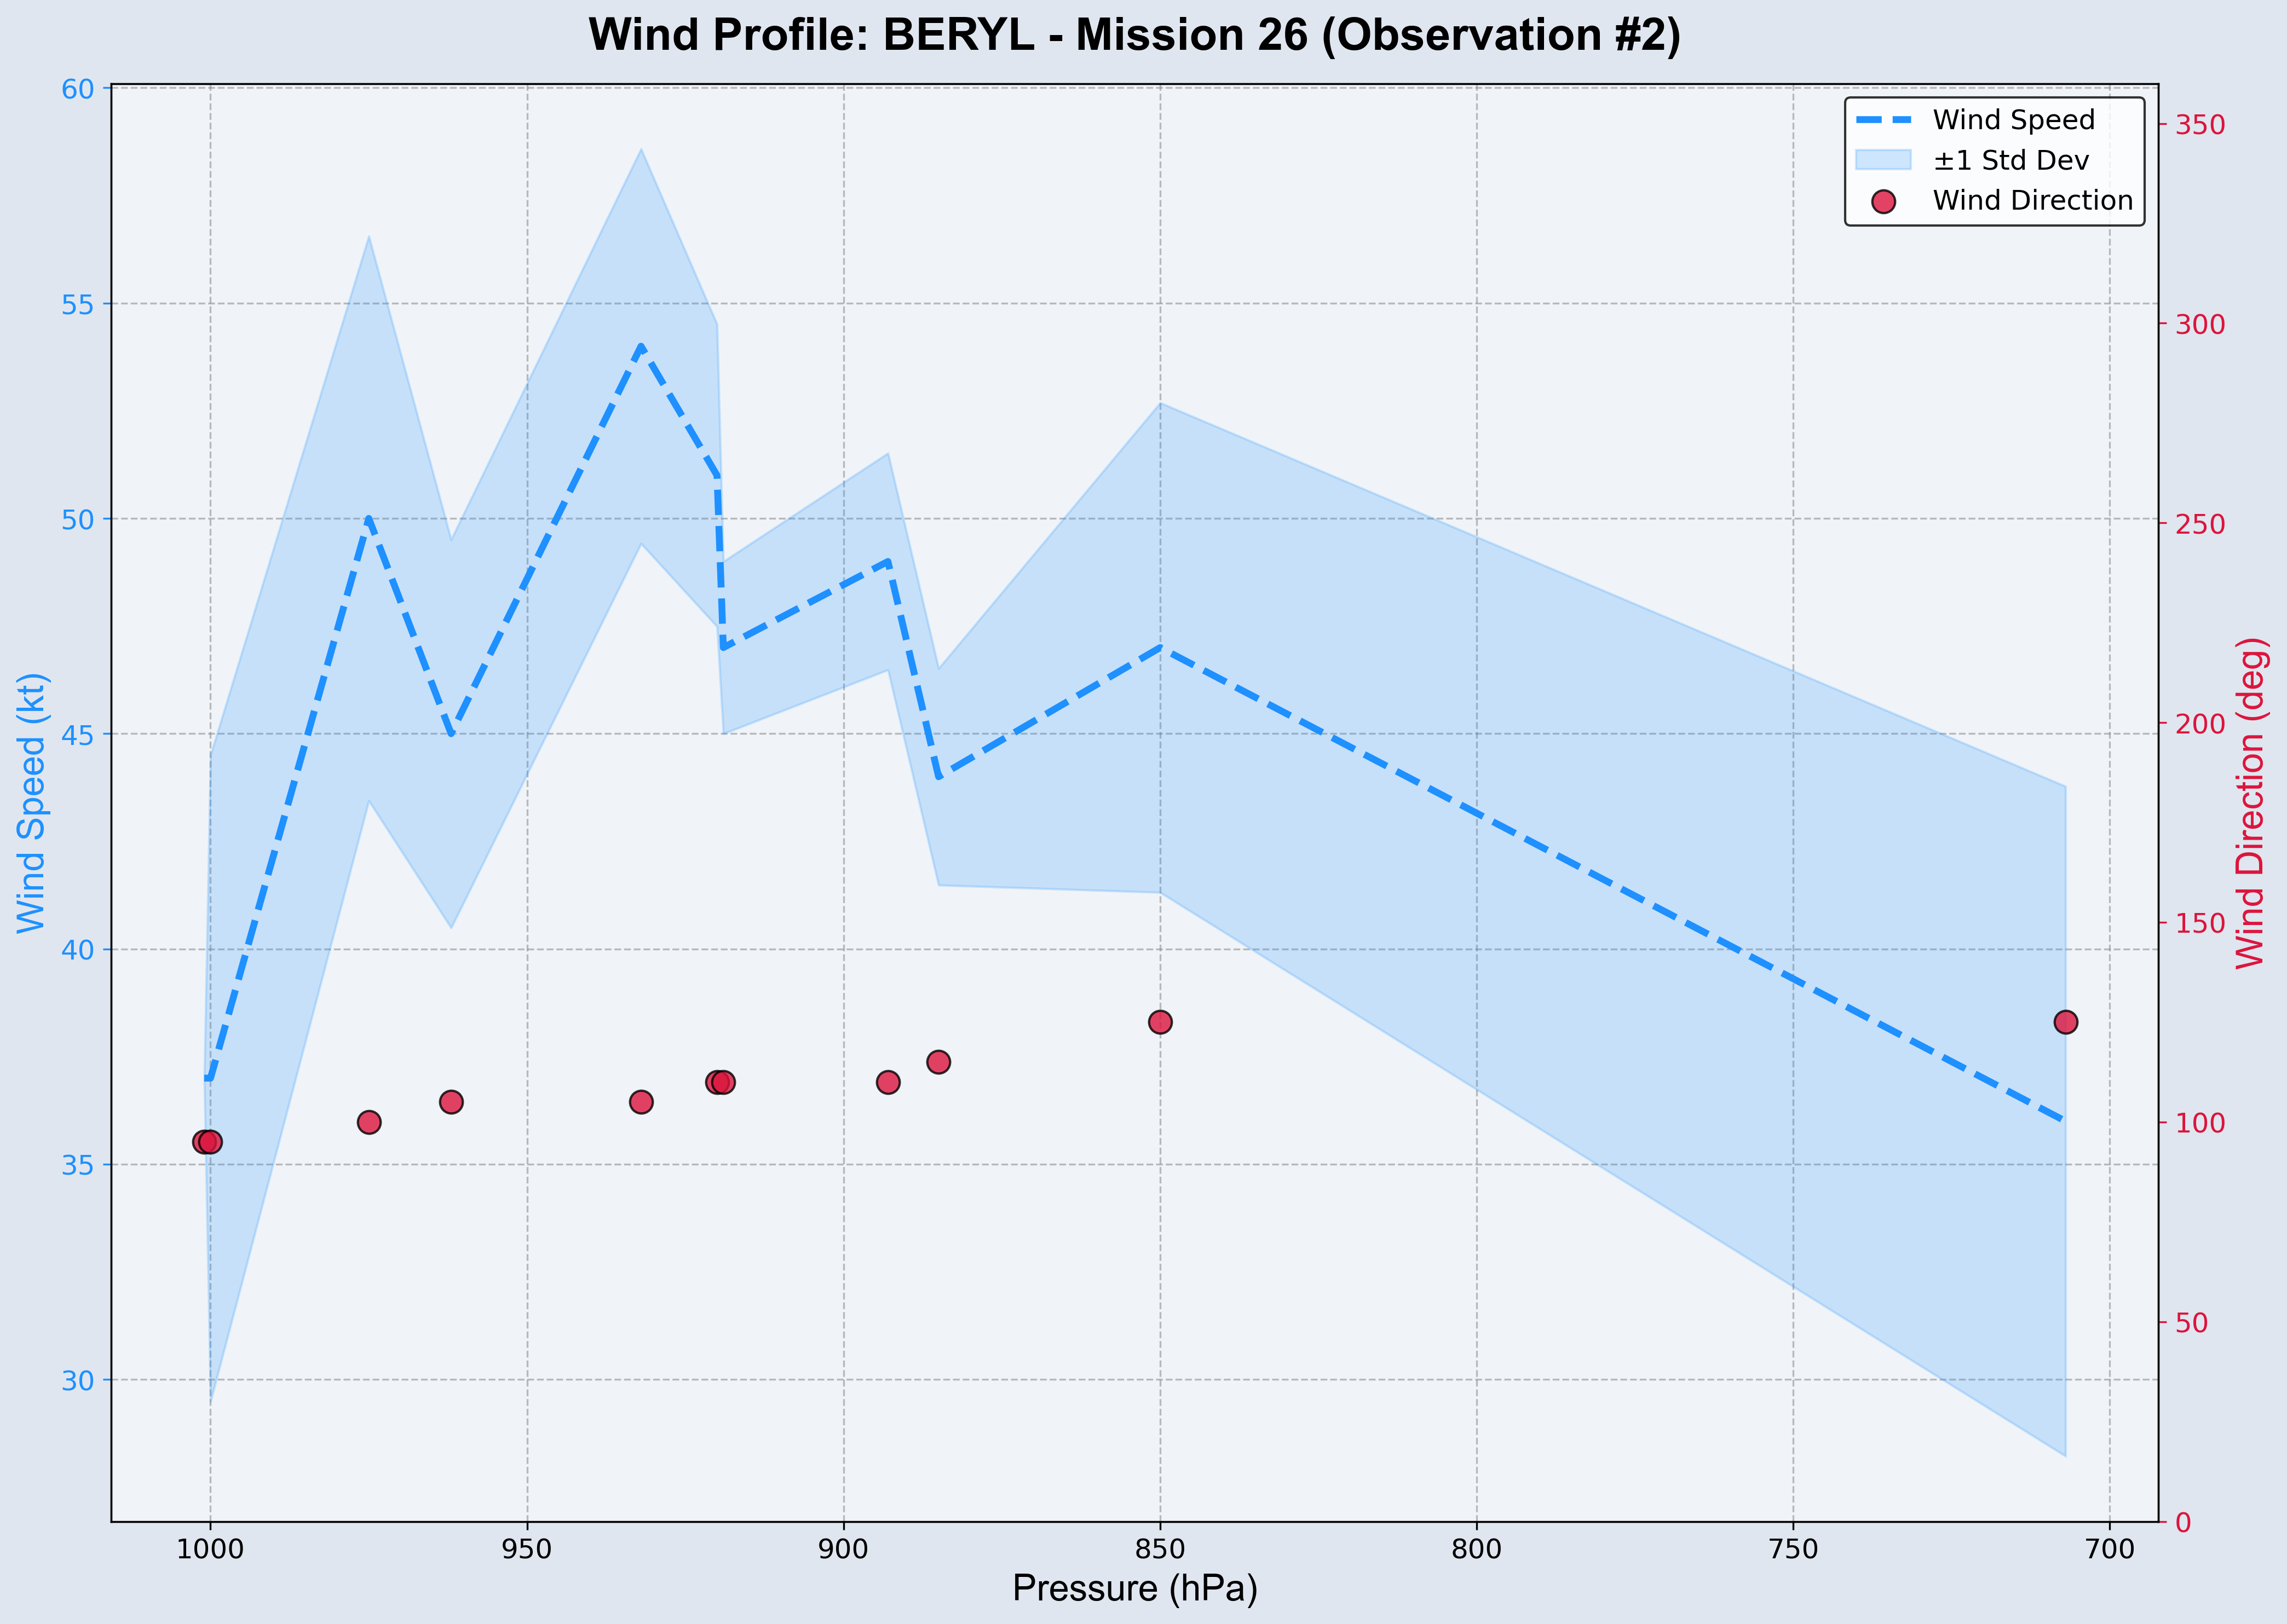 Wind Profile: BERYL - Mission 26 (Observation #2)
Wind Speed
±1 Std Dev
Wind Direction
60
55
50
45
40
35
30
Wind Speed (kt)
350
300
250
200
150
100
50
0
Wind Direction (deg)
1000 950 900 850 800 750 700
Pressure (hPa)